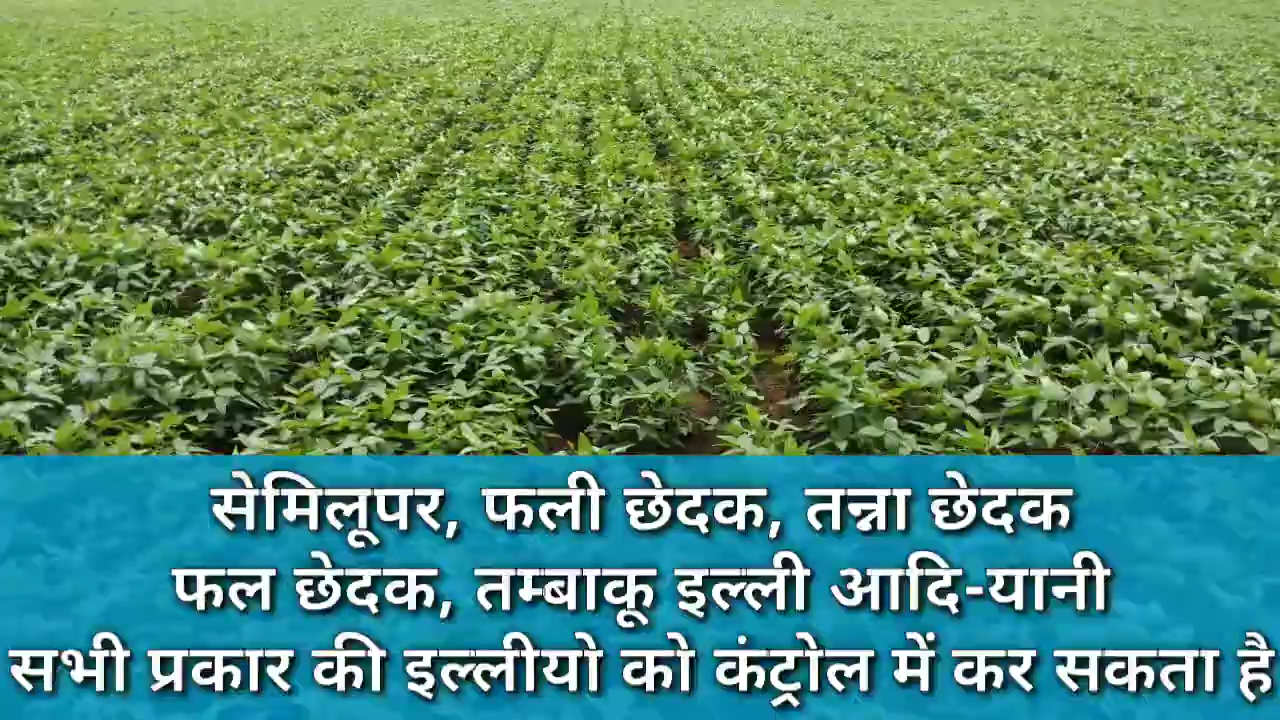 सेमिलूपर, फली छेदक, तन्ना छेदक
फल छेदक, तम्बाकू इल्ली आदि-यानी
सभी प्रकार की इल्लीयो को कंट्रोल में कर सकता है